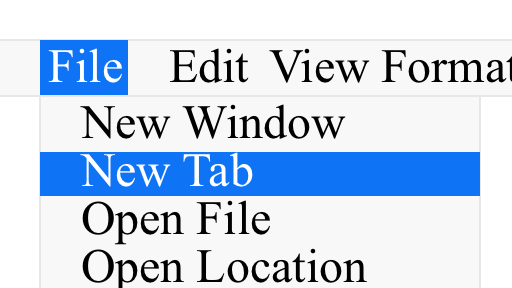 File Edit View Format
New Window
New Tab
Open File
Open Location